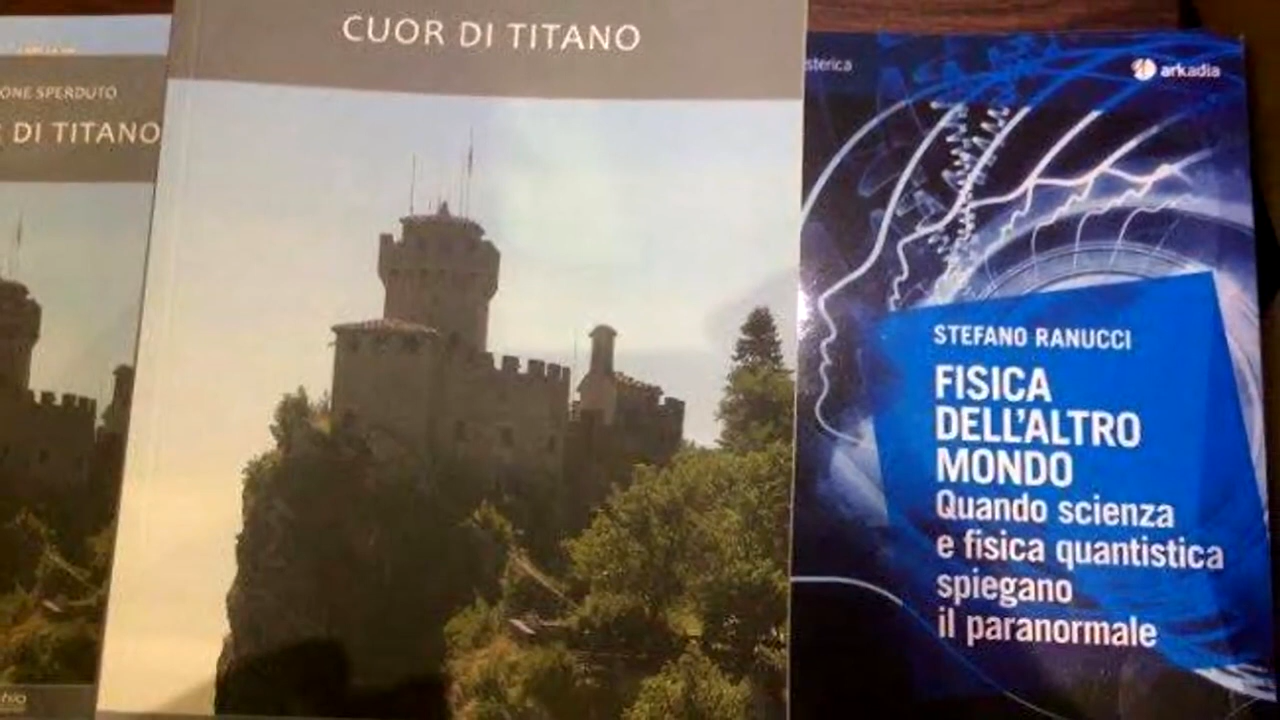 ONE SPERDUTO
DI TITANO
CUOR DI TITANO
arkadia
STEFANO RANUCCI
FISICA
DELL'ALTRO
MONDO
Quando scienza
e fisica quantistica
spiegano
il paranormale